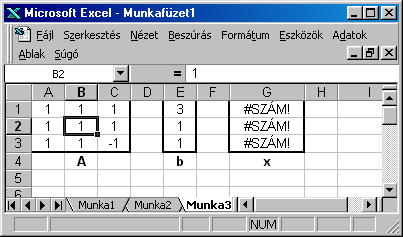 Microsoft Excel - Munkafüzet1
Fájl Szerkesztés Nézet Beszúrás Formátum Eszközök Adatok
Ablak Súgó
B2 = 1
A B C D E F G H I
1 1 1 1 3 #SZÁM!
2 1 1 1 1 #SZÁM!
3 1 1 -1 1 #SZÁM!
4 A b x
5
6
Munka1 Munka2 Munka3
NUM